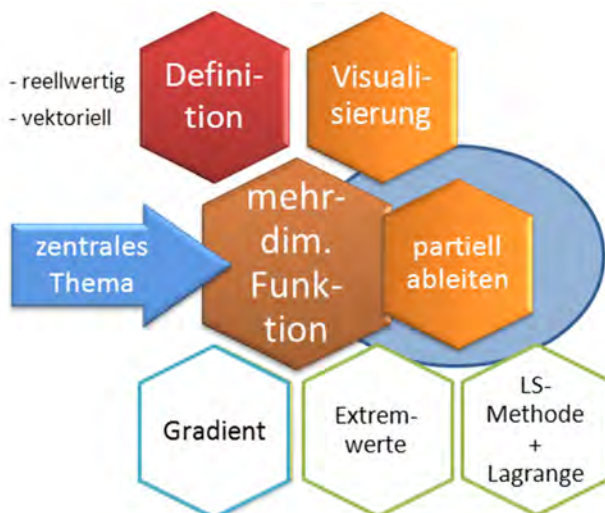 - reellwertig
- vektoriell
Defini-
tion
Visuali-
sierung
zentrales
Thema
mehr-
dim.
Funk-
tion
partiell
ableiten
Gradient
Extrem-
werte
LS-
Methode
+
Lagrange